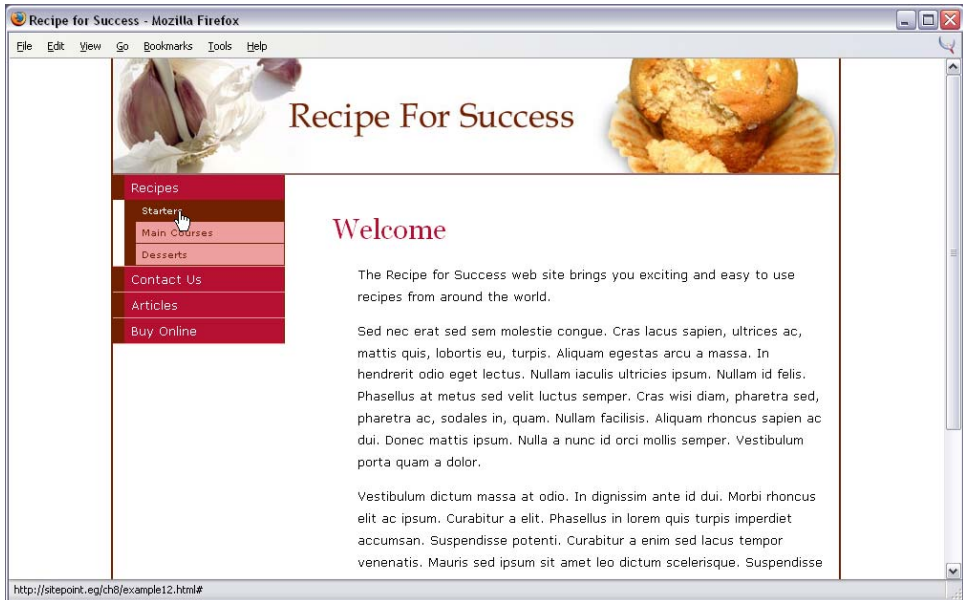 Recipe for Success - Mozilla Firefox
File Edit View Go Bookmarks Tools Help
Recipe For Success
Recipes
Starters
Main Courses
Desserts
Contact Us
Articles
Buy Online
Welcome
The Recipe for Success web site brings you exciting and easy to use
recipes from around the world.
Sed nec erat sed sem molestie congue. Cras lacus sapien, ultrices ac,
mattis quis, lobortis eu, turpis. Aliquam egestas arcu a massa. In
hendrerit odio eget lectus. Nullam iaculis ultricies ipsum. Nullam id felis.
Phasellus at metus sed velit luctus semper. Cras wisi diam, pharetra sed,
pharetra ac, sodales in, quam. Nullam facilisis. Aliquam rhoncus sapien ac
dui. Donec mattis ipsum. Nulla a nunc id orci mollis semper. Vestibulum
porta quam a dolor.
Vestibulum dictum massa at odio. In dignissim ante id dui. Morbi rhoncus
elit ac ipsum. Curabitur a elit. Phasellus in lorem quis turpis imperdiet
accumsan. Suspendisse potenti. Curabitur a enim sed lacus tempor
venenatis. Mauris sed ipsum sit amet leo dictum scelerisque. Suspendisse
http://sitepoint.eg/ch8/example12.html#